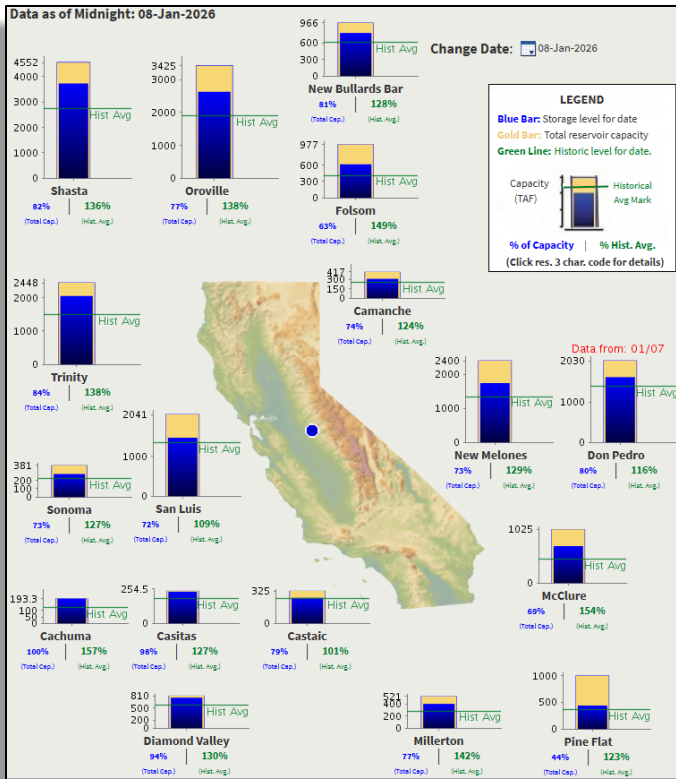 Data as of Midnight: 08-Jan-2026
Change Date: 08-Jan-2026
966
600
300
0
Hist Avg
New Bullards Bar
81% | 128%
(Total Cap.) (Hist. Avg.)
4552
4000
3000
2000
1000
0
Hist Avg
Shasta
82% | 136%
(Total Cap.) (Hist. Avg.)
3425
3000
2000
1000
0
Hist Avg
Oroville
77% | 138%
(Total Cap.) (Hist. Avg.)
977
600
300
0
Hist Avg
Folsom
63% | 149%
(Total Cap.) (Hist. Avg.)
LEGEND
Blue Bar: Storage level for date
Gold Bar: Total reservoir capacity
Green Line: Historic level for date.
Capacity
(TAF)
Historical
Avg Mark
% of Capacity | % Hist. Avg.
(Click res. 3 char. code for details)
417
300
150
0
Hist Avg
Camanche
74% | 124%
(Total Cap.) (Hist. Avg.)
2448
2000
1000
0
Hist Avg
Trinity
84% | 138%
(Total Cap.) (Hist. Avg.)
Data from: 01/07
2400
2000
1000
0
Hist Avg
New Melones
73% | 129%
(Total Cap.) (Hist. Avg.)
2030
1000
0
Hist Avg
Don Pedro
80% | 116%
(Total Cap.) (Hist. Avg.)
381
200
100
0
Hist Avg
Sonoma
73% | 127%
(Total Cap.) (Hist. Avg.)
2041
1000
0
Hist Avg
San Luis
72% | 109%
(Total Cap.) (Hist. Avg.)
1025
0
Hist Avg
McClure
69% | 154%
(Total Cap.) (Hist. Avg.)
193.3
100
50
0
Hist Avg
Cachuma
100% | 157%
(Total Cap.) (Hist. Avg.)
254.5
0
Hist Avg
Casitas
98% | 127%
(Total Cap.) (Hist. Avg.)
325
0
Hist Avg
Castaic
79% | 101%
(Total Cap.) (Hist. Avg.)
810
500
200
0
Hist Avg
Diamond Valley
94% | 130%
(Total Cap.) (Hist. Avg.)
521
400
200
0
Hist Avg
Millerton
77% | 142%
(Total Cap.) (Hist. Avg.)
1000
500
0
Hist Avg
Pine Flat
44% | 123%
(Total Cap.) (Hist. Avg.)